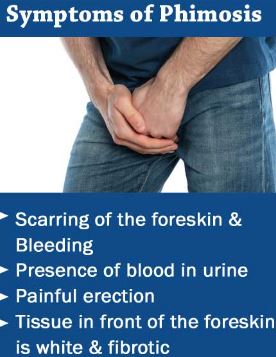 Symptoms of Phimosis
Scarring of the foreskin &
Bleeding
Presence of blood in urine
Painful erection
Tissue in front of the foreskin
is white & fibrotic